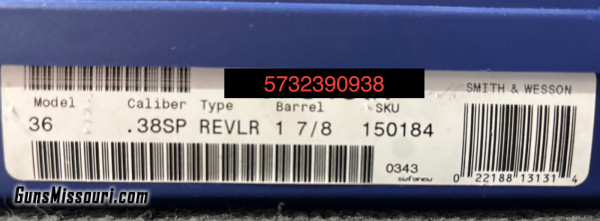 5732390938
SMITH & WESSON
Model Caliber Type Barrel SKU
36 .38SP REVLR 1 7/8 150184
0343
0 22188 13131 4
GunsMissouri.com